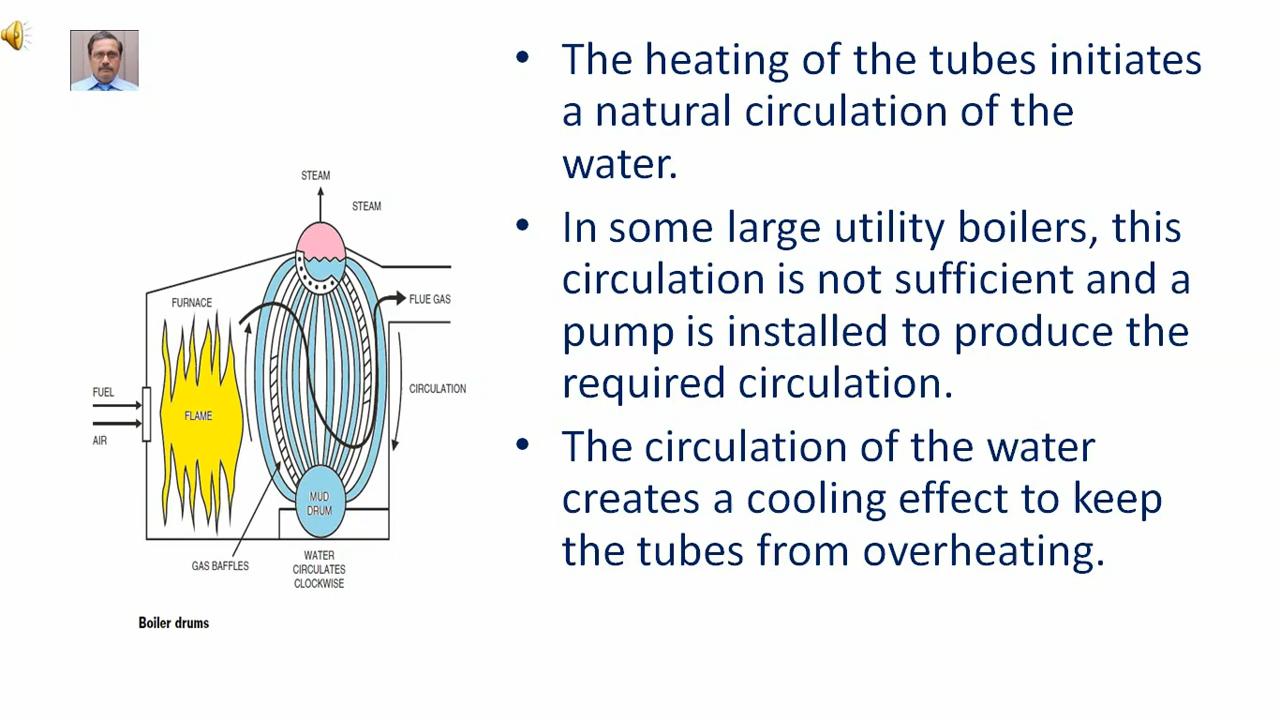 • The heating of the tubes initiates
a natural circulation of the
water.
• In some large utility boilers, this
circulation is not sufficient and a
pump is installed to produce the
required circulation.
• The circulation of the water
creates a cooling effect to keep
the tubes from overheating.
STEAM
STEAM
FURNACE
FLUE GAS
FUEL
CIRCULATION
FLAME
AIR
MUD
DRUM
GAS BAFFLES
WATER
CIRCULATES
CLOCKWISE
Boiler drums